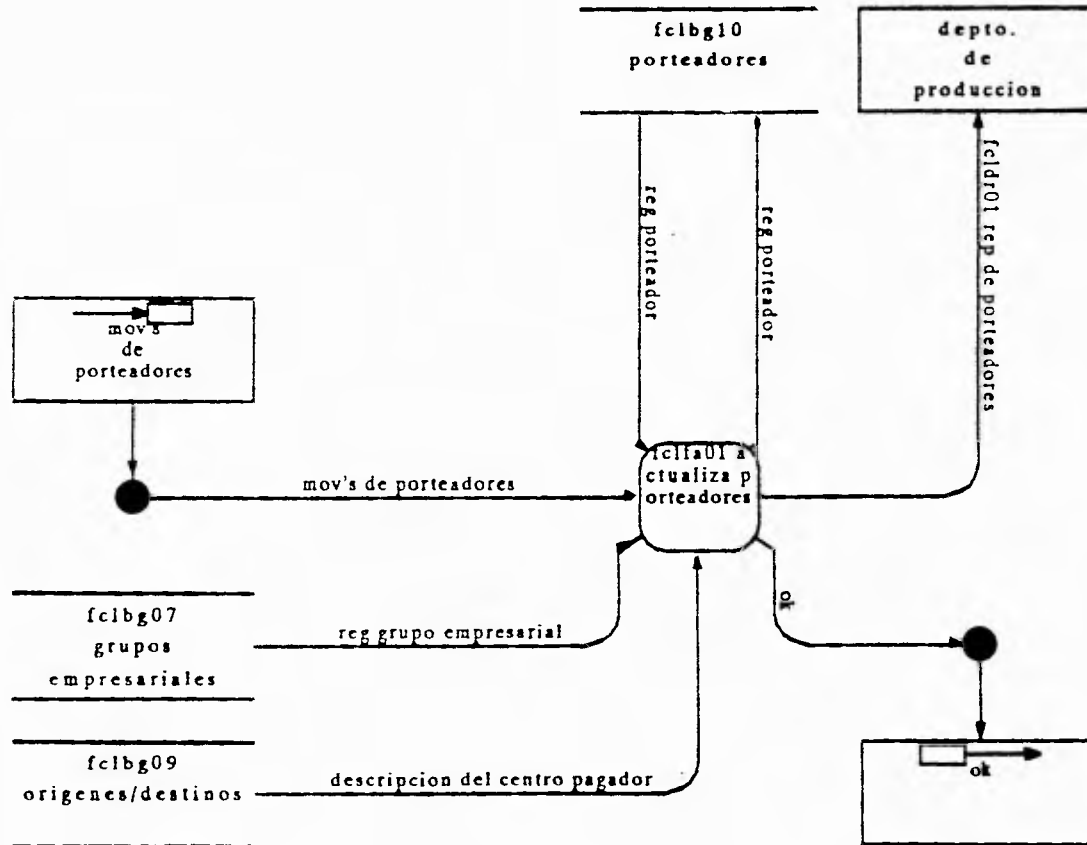 fclbg10
porteadores
depto.
de
produccion
reg porteador
reg porteador
fcldr01 rep de porteadores
mov's
de
porteadores
fclfa01 a
ctualiza p
orteadores
mov's de porteadores
fclbg07
grupos
empresariales
reg grupo empresarial
ok
fclbg09
origenes/destinos
descripcion del centro pagador
ok